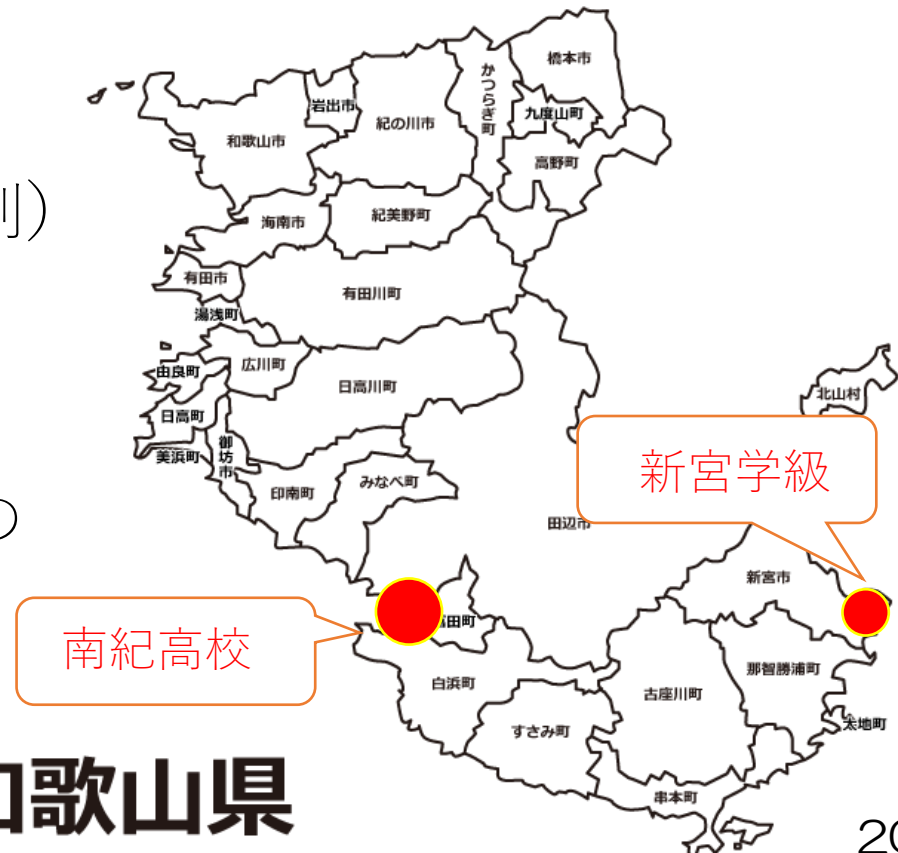 橋本市
かつらぎ町
岩出市
九度山町
紀の川市
和歌山市
高野町
別)
海南市
紀美野町
有田市
有田川町
湯浅町
広川町
由良町
日高川町
北山村
日高町
御坊市
美浜町
新宮学級
みなべ町
印南町
田辺市
新宮市
田町
南紀高校
那智勝浦町
白浜町
古座川町
太地町
すさみ町
歌山県
串本町
20